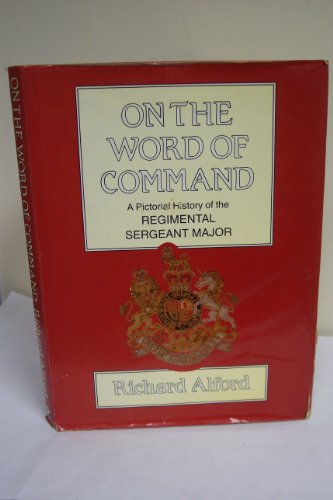 ON THE WORD OF COMMAND
ON THE
WORD OF
COMMAND
A Pictorial History of the
REGIMENTAL
SERGEANT MAJOR
Richard Alford